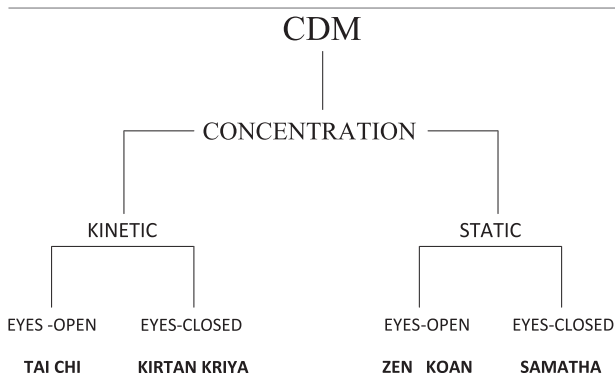 CDM
CONCENTRATION
KINETIC STATIC
EYES -OPEN EYES-CLOSED EYES-OPEN EYES-CLOSED
TAI CHI KIRTAN KRIYA ZEN KOAN SAMATHA